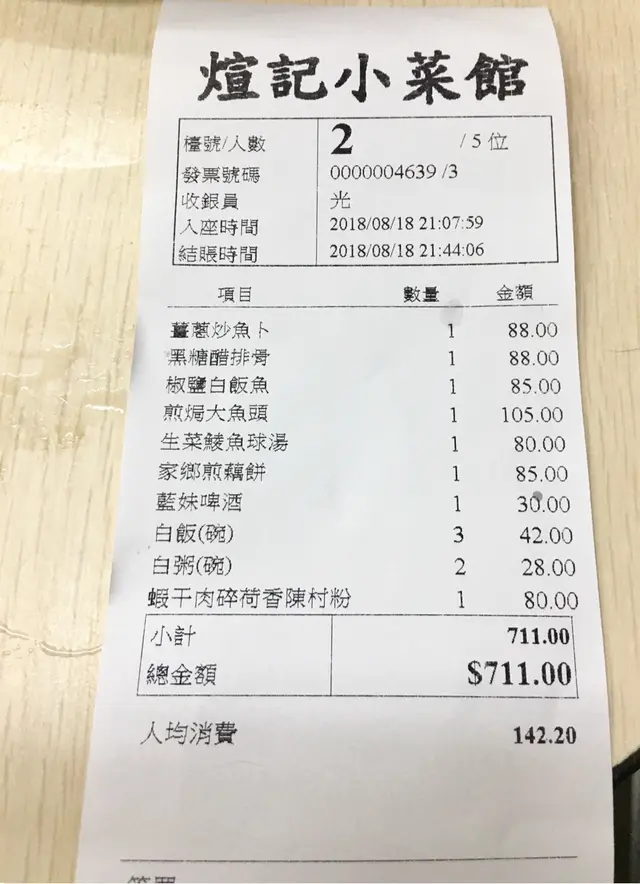 煊記小菜館
檯號/人數 2 /5 位
發票號碼 0000004639 /3
收銀員 光
入座時間 2018/08/18 21:07:59
結賬時間 2018/08/18 21:44:06
項目 數量 金額
薑蔥炒魚卜 1 88.00
黑糖醋排骨 1 88.00
椒鹽白飯魚 1 85.00
煎焗大魚頭 1 105.00
生菜鯪魚球湯 1 80.00
家鄉煎藕餅 1 85.00
藍妹啤酒 1 30.00
白飯(碗) 3 42.00
白粥(碗) 2 28.00
蝦干肉碎荷香陳村粉 1 80.00
小計 711.00
總金額 $711.00
人均消費 142.20